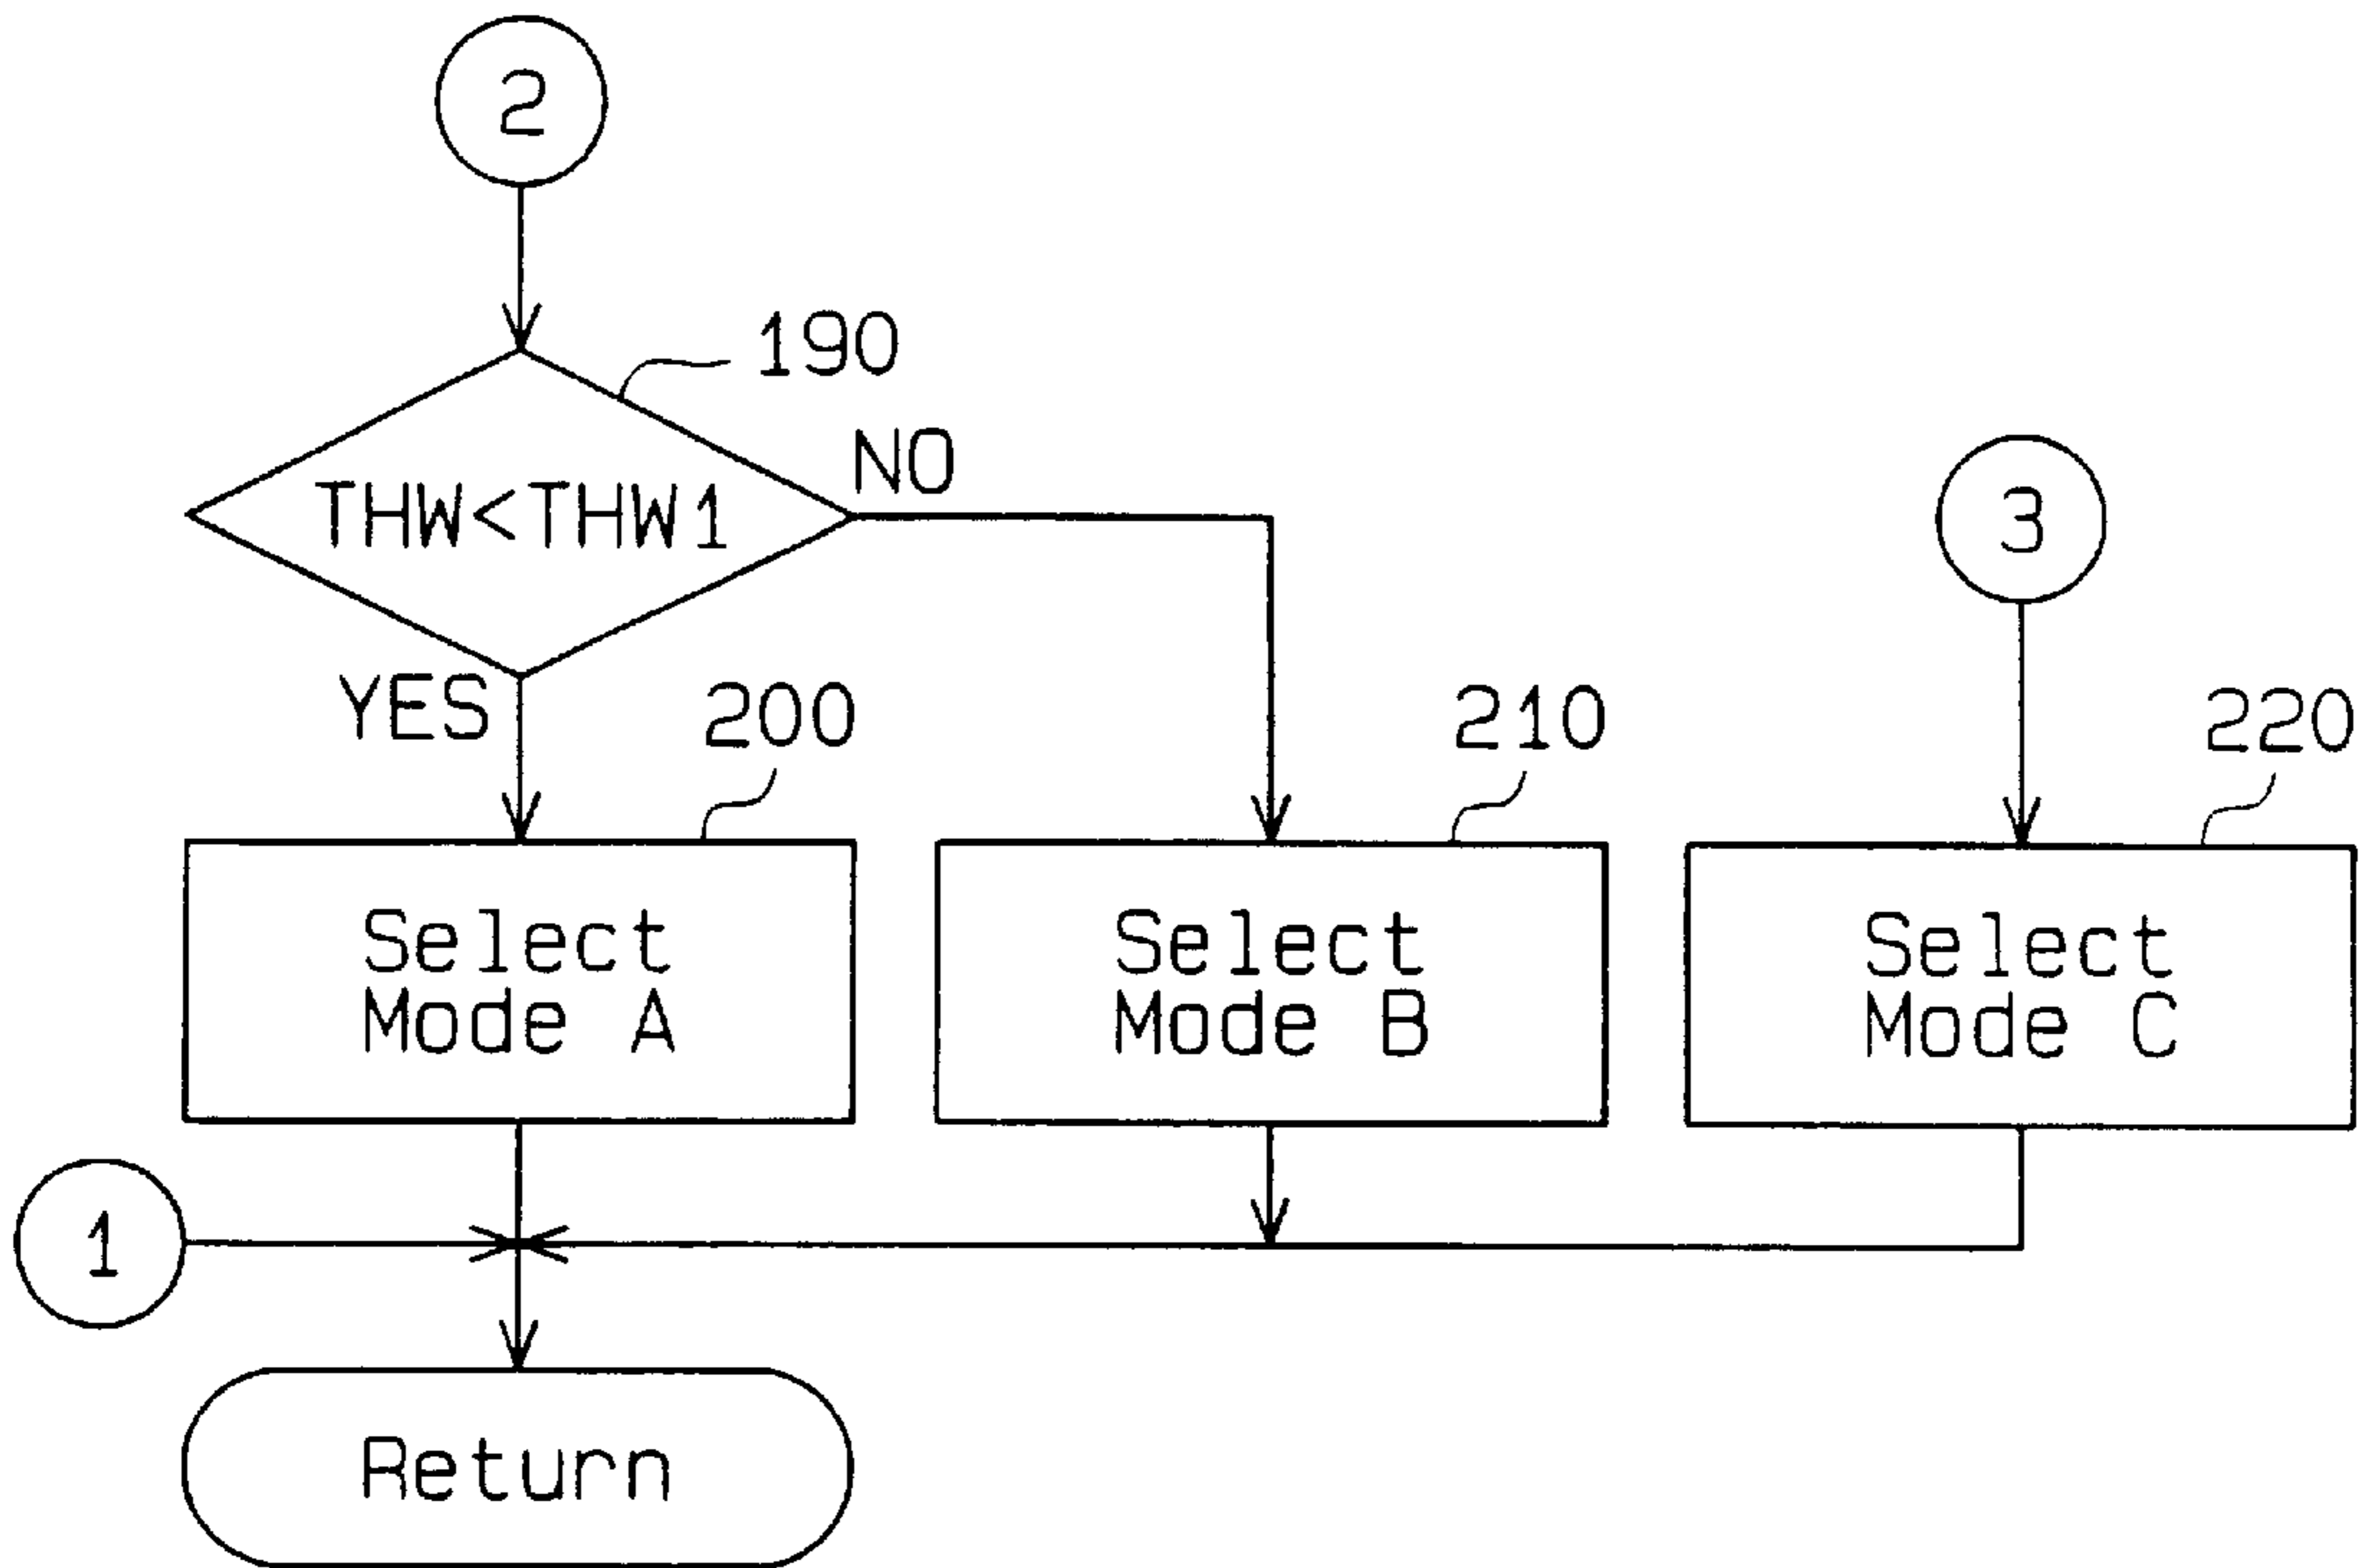 2
190
THW<THW1
NO
3
YES
200
210
220
Select
Mode A
Select
Mode B
Select
Mode C
1
Return